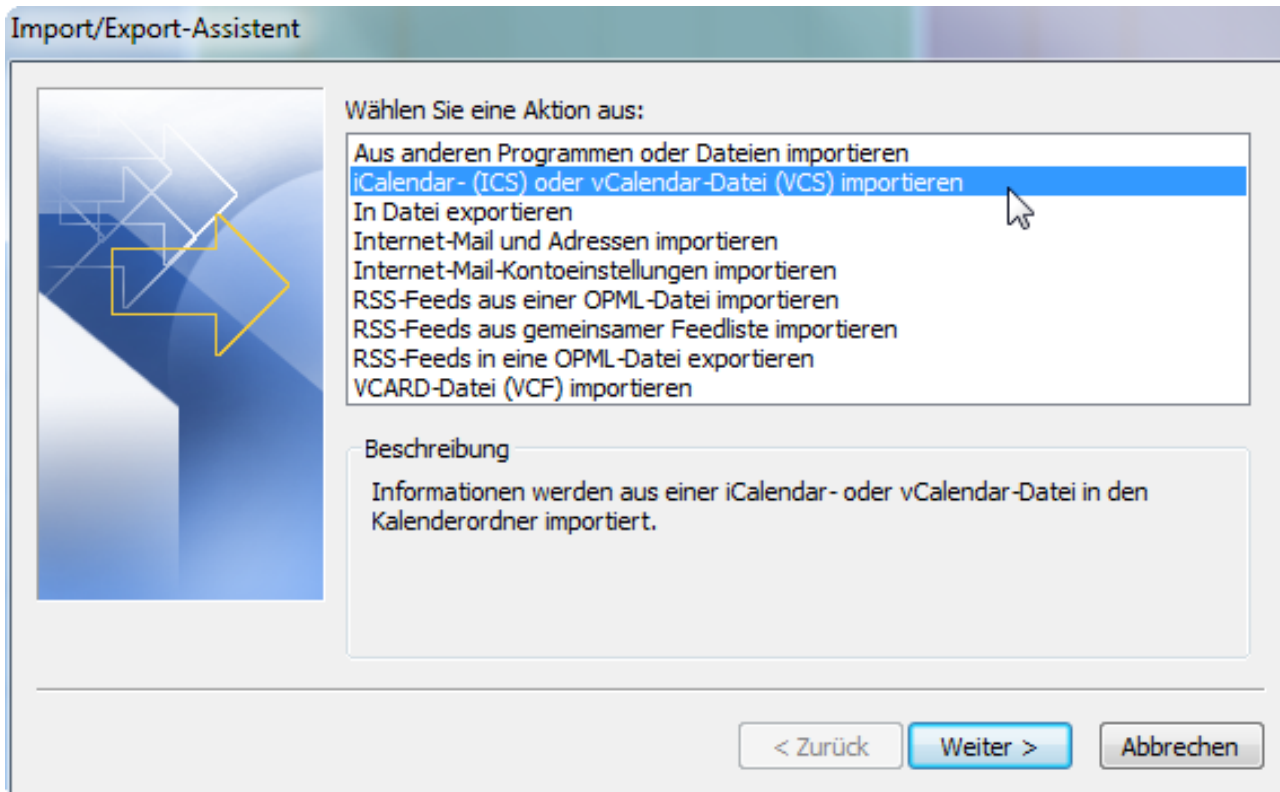 Import/Export-Assistent
Wählen Sie eine Aktion aus:
Aus anderen Programmen oder Dateien importieren
iCalendar- (ICS) oder vCalendar-Datei (VCS) importieren
In Datei exportieren
Internet-Mail und Adressen importieren
Internet-Mail-Kontoeinstellungen importieren
RSS-Feeds aus einer OPML-Datei importieren
RSS-Feeds aus gemeinsamer Feedliste importieren
RSS-Feeds in eine OPML-Datei exportieren
VCARD-Datei (VCF) importieren
Beschreibung
Informationen werden aus einer iCalendar- oder vCalendar-Datei in den
Kalenderordner importiert.
< Zurück
Weiter >
Abbrechen